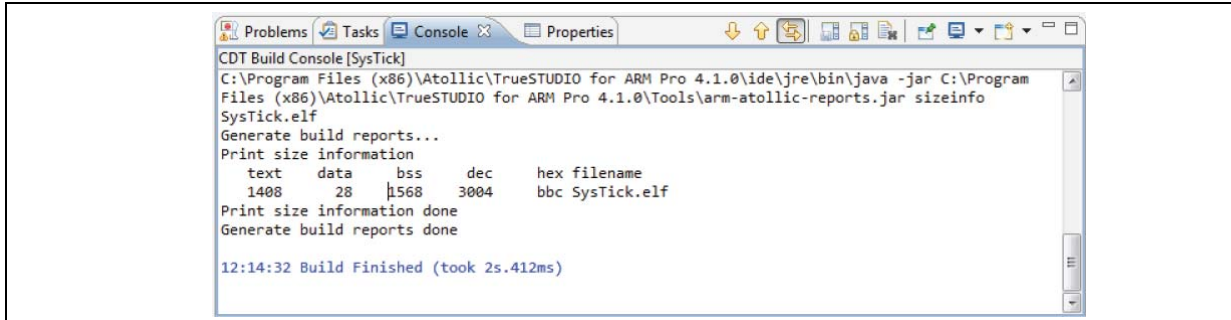 Problems Tasks Console Properties
CDT Build Console [SysTick]
C:\Program Files (x86)\Atollic\TrueSTUDIO for ARM Pro 4.1.0\ide\jre\bin\java -jar C:\Program
Files (x86)\Atollic\TrueSTUDIO for ARM Pro 4.1.0\Tools\arm-atollic-reports.jar sizeinfo
SysTick.elf
Generate build reports...
Print size information
text data bss dec hex filename
1408 28 1568 3004 bbc SysTick.elf
Print size information done
Generate build reports done
12:14:32 Build Finished (took 2s.412ms)